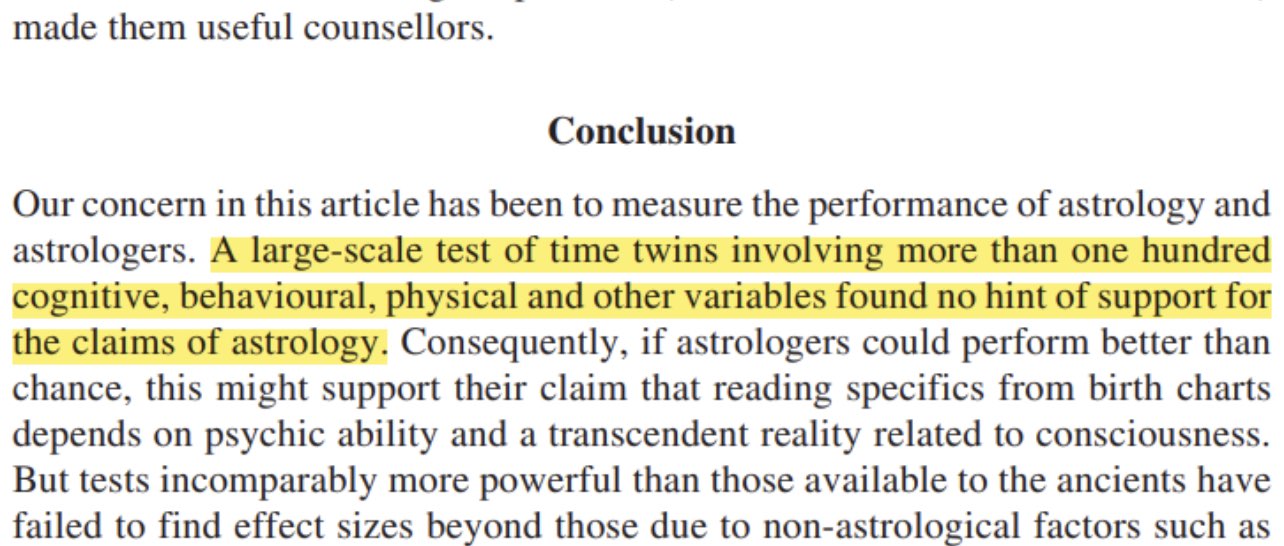 made them useful counsellors.
Conclusion
Our concern in this article has been to measure the performance of astrology and
astrologers. A large-scale test of time twins involving more than one hundred
cognitive, behavioural, physical and other variables found no hint of support for
the claims of astrology. Consequently, if astrologers could perform better than
chance, this might support their claim that reading specifics from birth charts
depends on psychic ability and a transcendent reality related to consciousness.
But tests incomparably more powerful than those available to the ancients have
failed to find effect sizes beyond those due to non-astrological factors such as